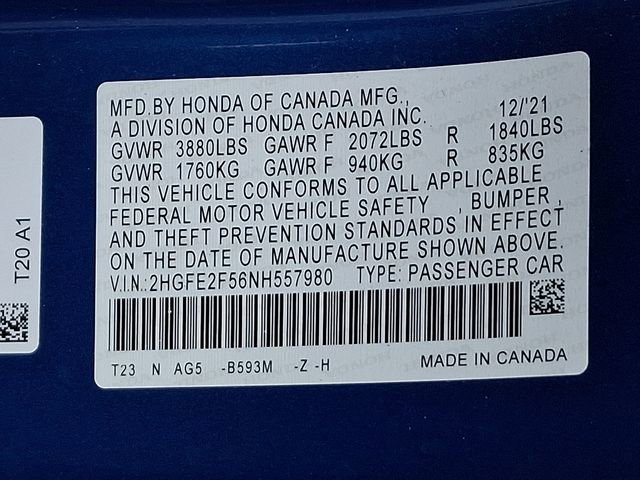 MFD.BY HONDA OF CANADA MFG.,
A DIVISION OF HONDA CANADA INC. 12/'21
GVWR 3880LBS GAWR F 2072LBS R 1840LBS
GVWR 1760KG GAWR F 940KG R 835KG
THIS VEHICLE CONFORMS TO ALL APPLICABLE
FEDERAL MOTOR VEHICLE SAFETY , BUMPER ,
AND THEFT PREVENTION STANDARDS IN EFFECT
ON THE DATE OF MANUFACTURE SHOWN ABOVE.
V.I.N.:2HGFE2F56NH557980 TYPE: PASSENGER CAR
T23 N AG5 -B593M -Z -H MADE IN CANADA
T20 A1